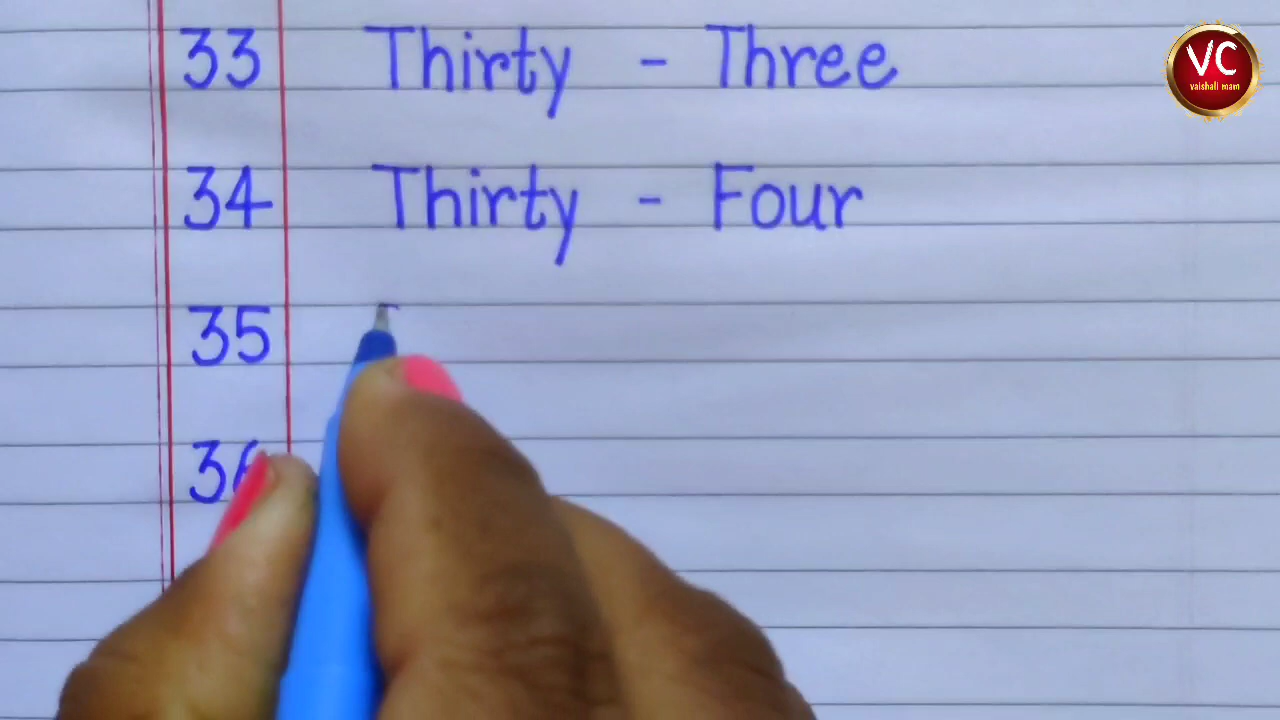 33 Thirty - Three
34 Thirty - Four
35
VC
vaishali mam